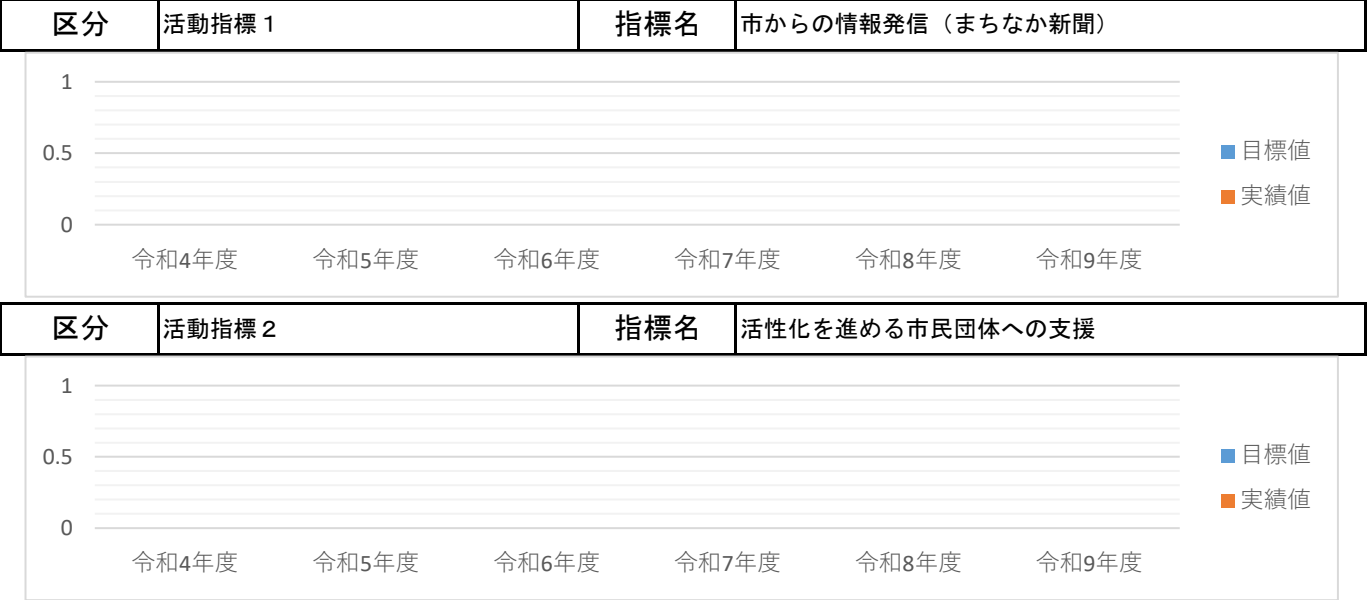 区分 活動指標１ 指標名 市からの情報発信（まちなか新聞）
1
0.5
0
目標値
実績値
令和4年度 令和5年度 令和6年度 令和7年度 令和8年度 令和9年度
区分 活動指標２ 指標名 活性化を進める市民団体への支援
1
0.5
0
目標値
実績値
令和4年度 令和5年度 令和6年度 令和7年度 令和8年度 令和9年度